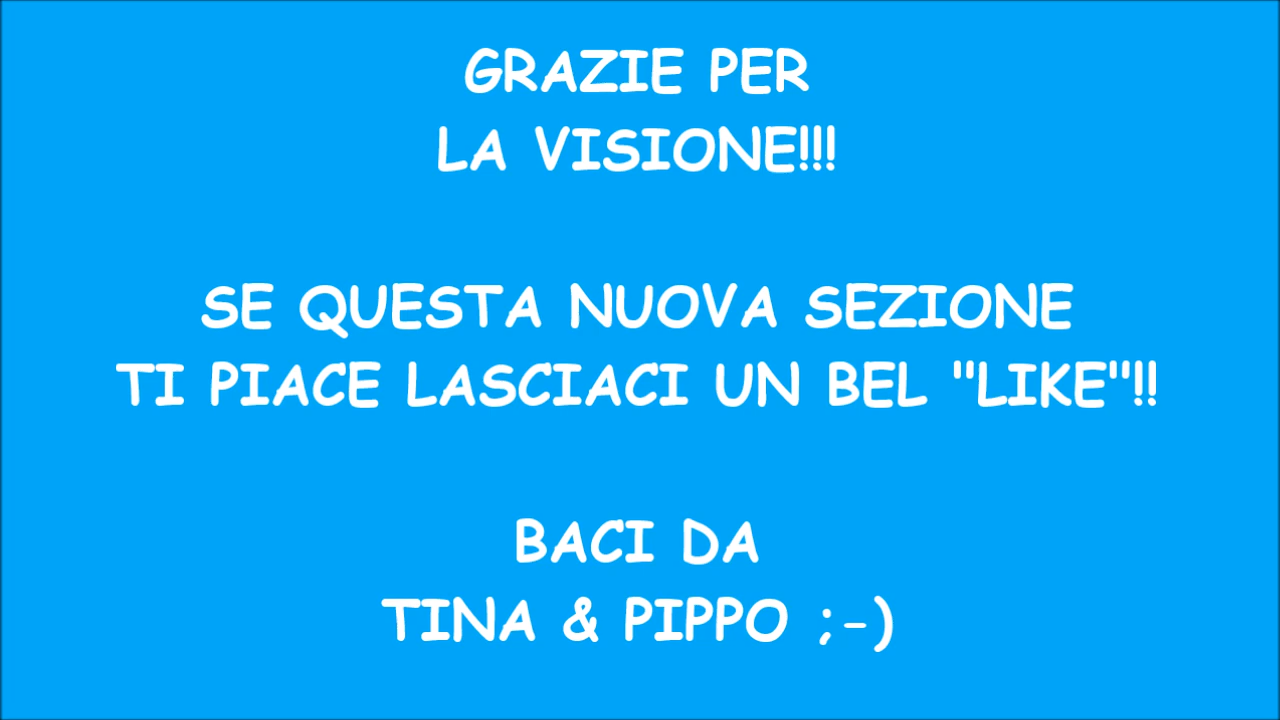 GRAZIE PER
LA VISIONE!!!
SE QUESTA NUOVA SEZIONE
TI PIACE LASCIACI UN BEL "LIKE"!!
BACI DA
TINA & PIPPO ;-)